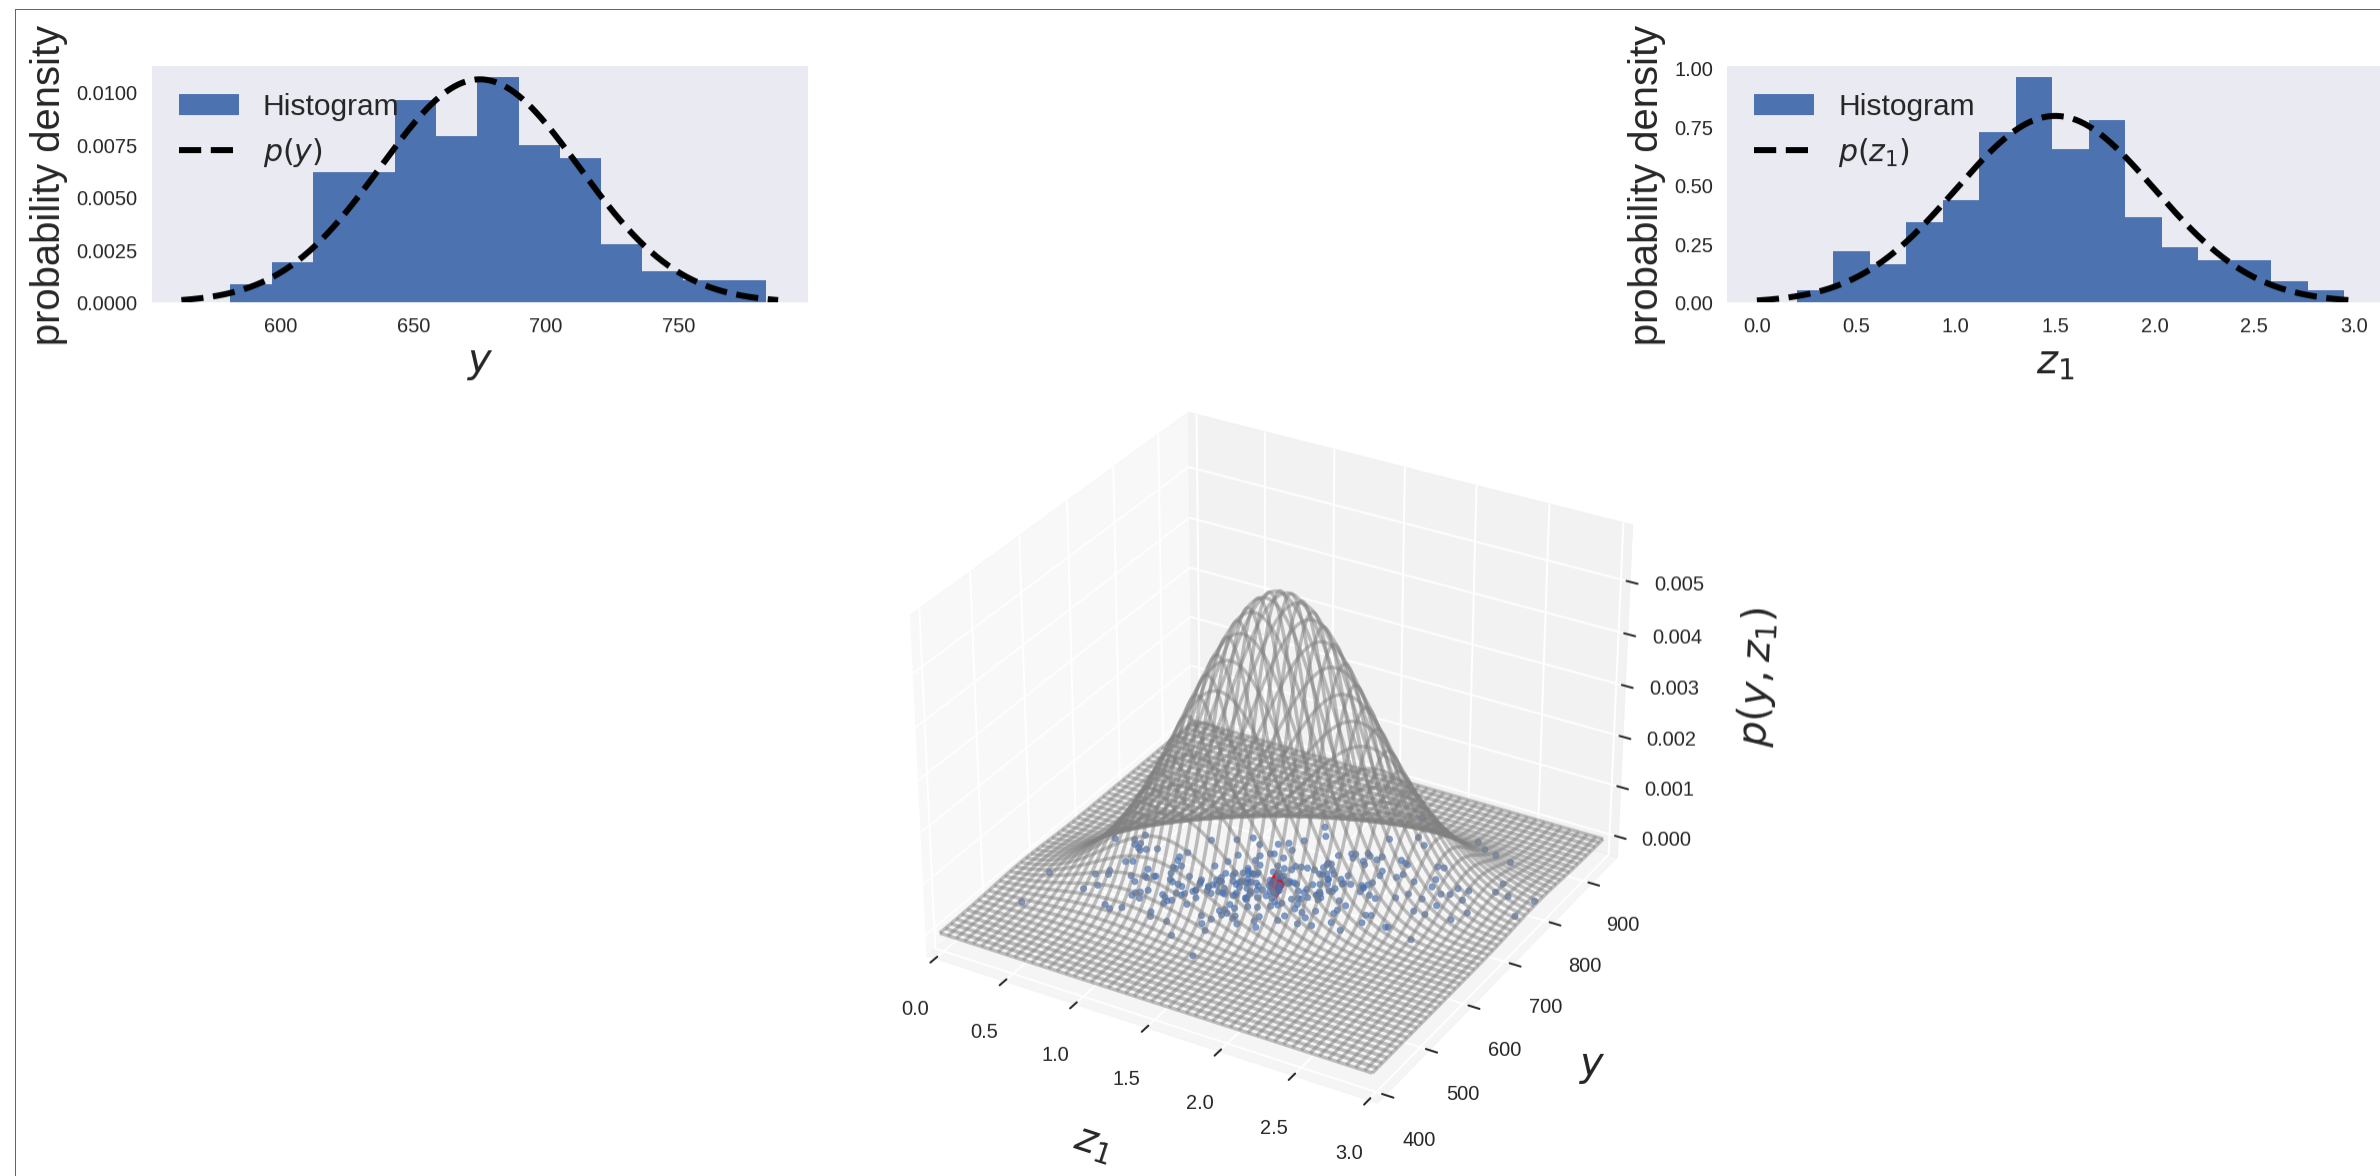 probability density
0.0100
0.0075
0.0050
0.0025
0.0000
Histogram
p(y)
600 650 700 750
y
probability density
1.00
0.75
0.50
0.25
0.00
Histogram
p(z₁)
0.0 0.5 1.0 1.5 2.0 2.5 3.0
z₁
0.005
0.004
0.003
0.002
0.001
0.000
p(y, z₁)
900
800
700
600
500
400
y
0.0
0.5
1.0
1.5
2.0
2.5
3.0
z₁